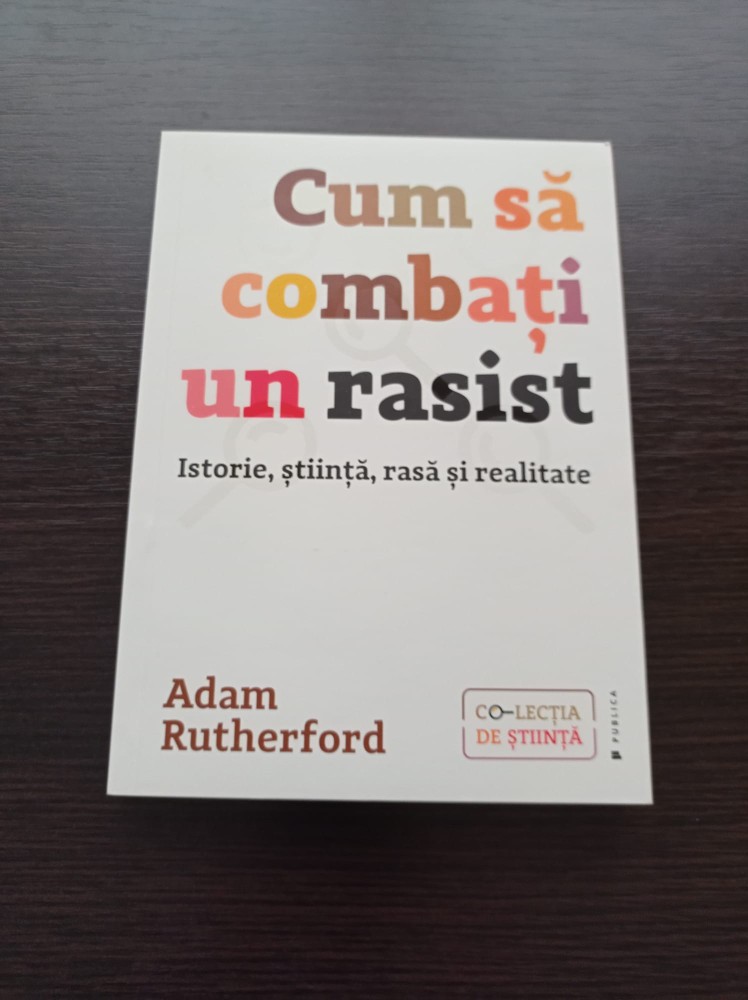 Cum să
combați
un rasist
Istorie, știință, rasă și realitate
Adam
Rutherford
CO-LECȚIA
DE ȘTIINȚĂ
PUBLICA